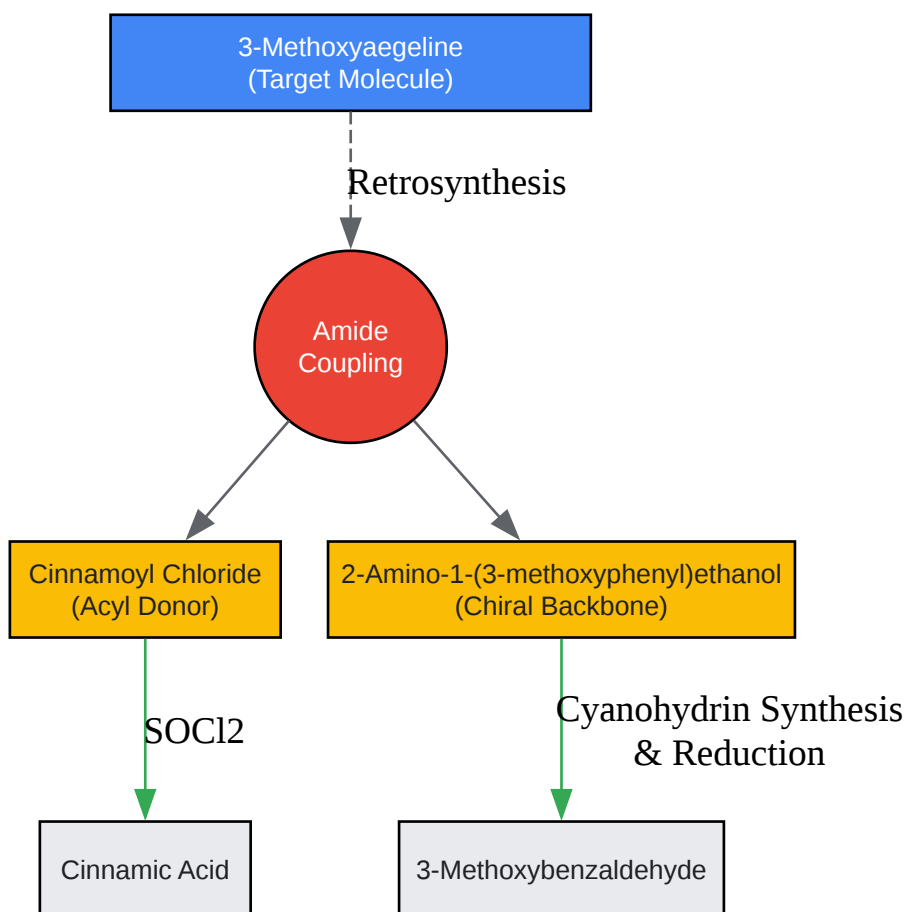 3-Methoxyaegeline
(Target Molecule)
Retrosynthesis
Amide
Coupling
Cinnamoyl Chloride
(Acyl Donor)
2-Amino-1-(3-methoxyphenyl)ethanol
(Chiral Backbone)
SOCl2
Cyanohydrin Synthesis
& Reduction
Cinnamic Acid
3-Methoxybenzaldehyde